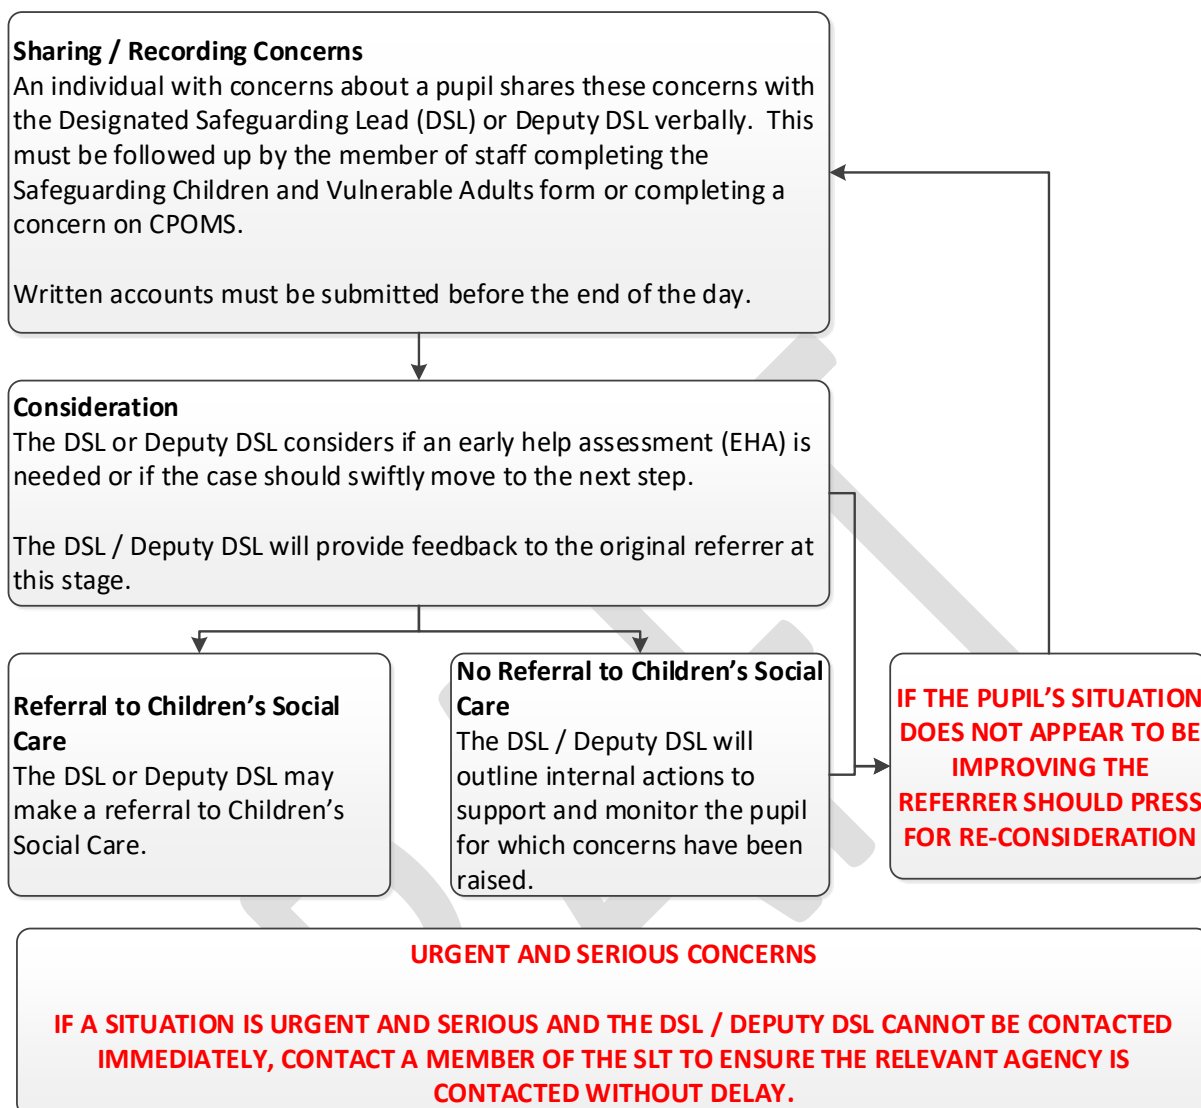 Sharing / Recording Concerns
An individual with concerns about a pupil shares these concerns with
the Designated Safeguarding Lead (DSL) or Deputy DSL verbally.  This
must be followed up by the member of staff completing the
Safeguarding Children and Vulnerable Adults form or completing a
concern on CPOMS.
Written accounts must be submitted before the end of the day.
Consideration
The DSL or Deputy DSL considers if an early help assessment (EHA) is
needed or if the case should swiftly move to the next step.
The DSL / Deputy DSL will provide feedback to the original referrer at
this stage.
Referral to Children’s Social
Care
The DSL or Deputy DSL may
make a referral to Children’s
Social Care.
No Referral to Children’s Social
Care
The DSL / Deputy DSL will
outline internal actions to
support and monitor the pupil
for which concerns have been
raised.
IF THE PUPIL’S SITUATION
DOES NOT APPEAR TO BE
IMPROVING THE
REFERRER SHOULD PRESS
FOR RE-CONSIDERATION
URGENT AND SERIOUS CONCERNS
IF A SITUATION IS URGENT AND SERIOUS AND THE DSL / DEPUTY DSL CANNOT BE CONTACTED
IMMEDIATELY, CONTACT A MEMBER OF THE SLT TO ENSURE THE RELEVANT AGENCY IS
CONTACTED WITHOUT DELAY.